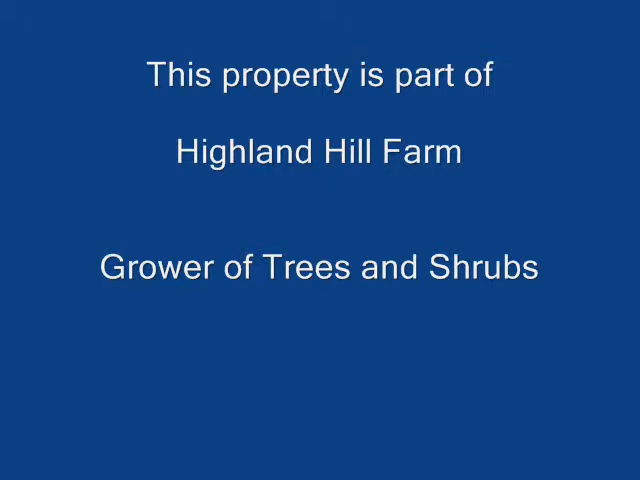 This property is part of
Highland Hill Farm
Grower of Trees and Shrubs